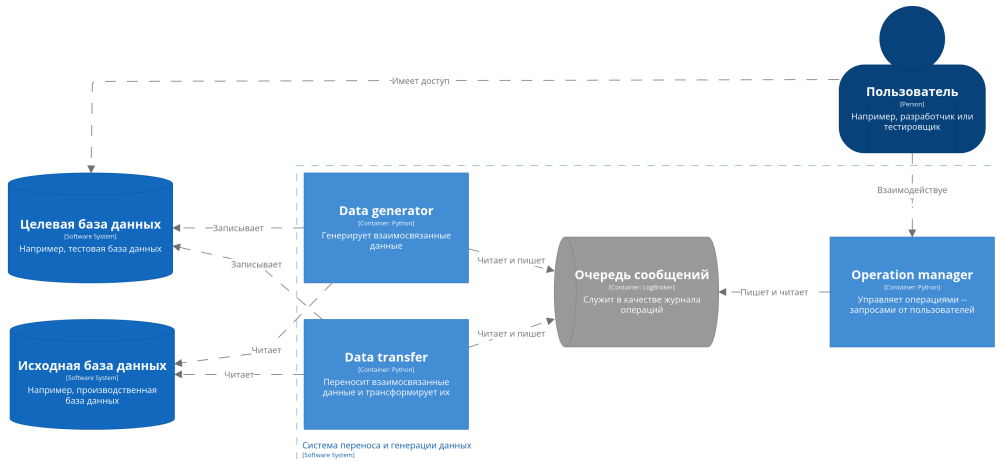 Пользователь
[Person]
Например, разработчик или
тестировщик
Имеет доступ
Взаимодействуе
т
Целевая база данных
[Software System]
Например, тестовая база данных
Записывает
Записывает
Data generator
[Container: Python]
Генерирует взаимосвязанные
данные
Читает и пишет
Очередь сообщений
[Container: LogBroker]
Служит в качестве журнала
операций
Пишет и читает
Operation manager
[Container: Python]
Управляет операциями —
запросами от пользователей
Исходная база данных
[Software System]
Например, производственная
база данных
Читает
Читает
Data transfer
[Container: Python]
Переносит взаимосвязанные
данные и трансформирует их
Читает и пишет
Система переноса и генерации данных
[Software System]